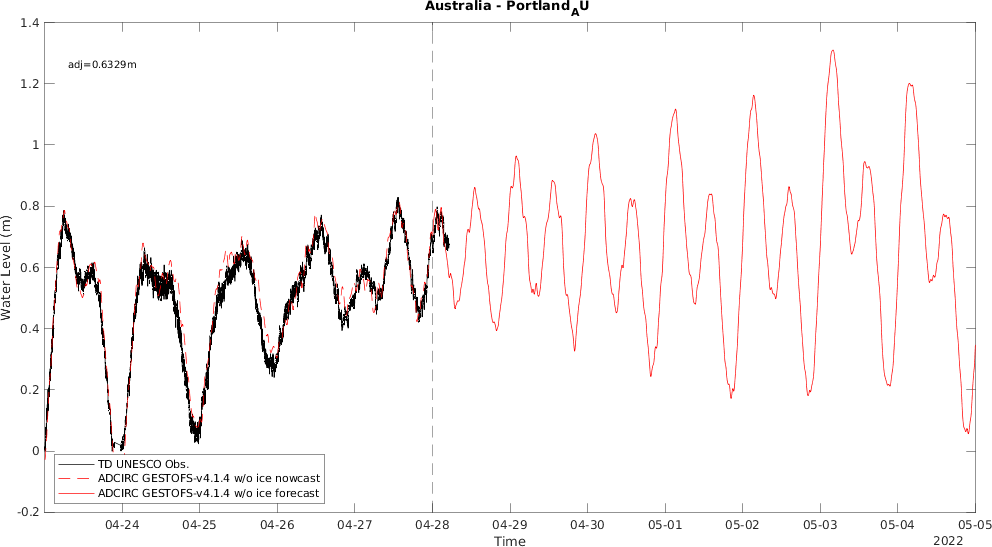 Australia - Portland_AU
1.4
adj=0.6329m
1.2
1
0.8
0.6
0.4
0.2
0
-0.2
Water Level (m)
TD UNESCO Obs.
ADCIRC GESTOFS-v4.1.4 w/o ice nowcast
ADCIRC GESTOFS-v4.1.4 w/o ice forecast
04-24 04-25 04-26 04-27 04-28 04-29 04-30 05-01 05-02 05-03 05-04 05-05
Time
2022